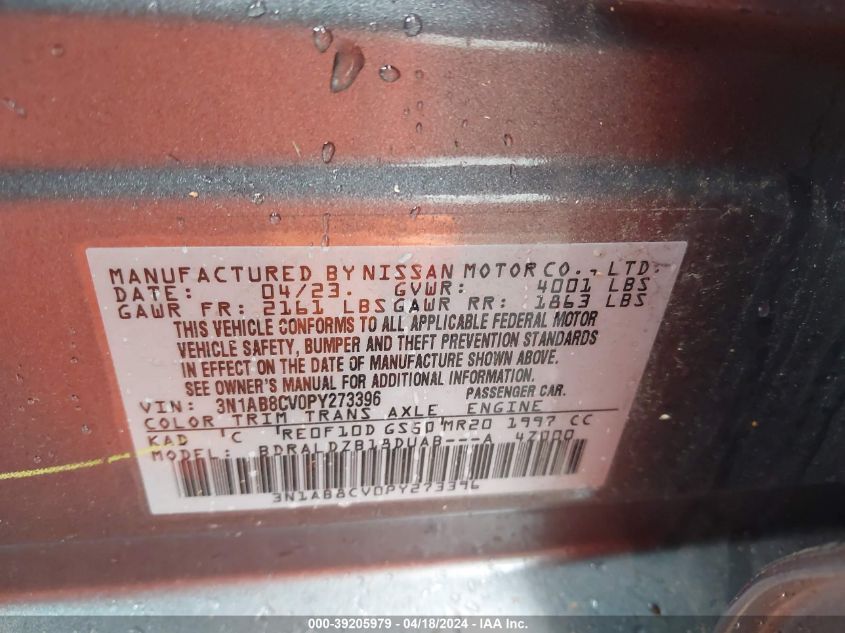 MANUFACTURED BY NISSAN MOTOR CO., LTD.
DATE: 04/23 GVWR: 4001 LBS
GAWR FR: 2161 LBS GAWR RR: 1863 LBS
THIS VEHICLE CONFORMS TO ALL APPLICABLE FEDERAL MOTOR
VEHICLE SAFETY, BUMPER AND THEFT PREVENTION STANDARDS
IN EFFECT ON THE DATE OF MANUFACTURE SHOWN ABOVE.
SEE OWNER'S MANUAL FOR ADDITIONAL INFORMATION
VIN: 3N1AB8CV0PY273396 PASSENGER CAR.
COLOR TRIM TRANS AXLE ENGINE
KAD C RE0F10D GS50 MR20 1997 CC
MODEL: BDRALDZB18DUAB---A 47000
3N1AB8CV0PY273396
000-39205979 - 04/18/2024 - IAA Inc.